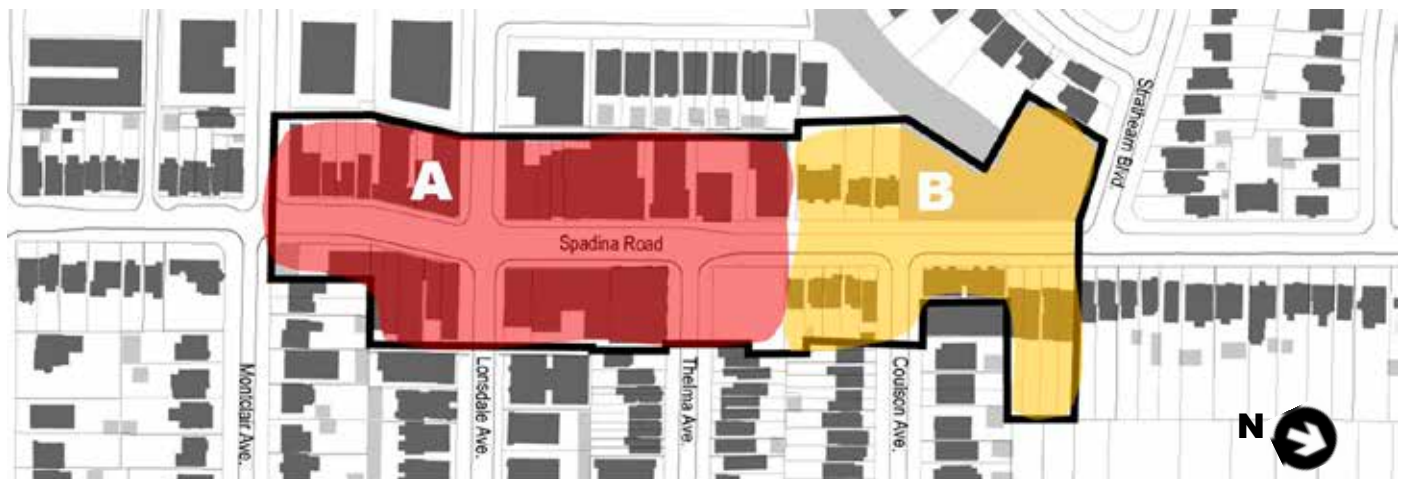 A
B
Spadina Road
Strathearn Blvd.
Montclair Ave.
Lonsdale Ave.
Thelma Ave.
Coulson Ave.
N